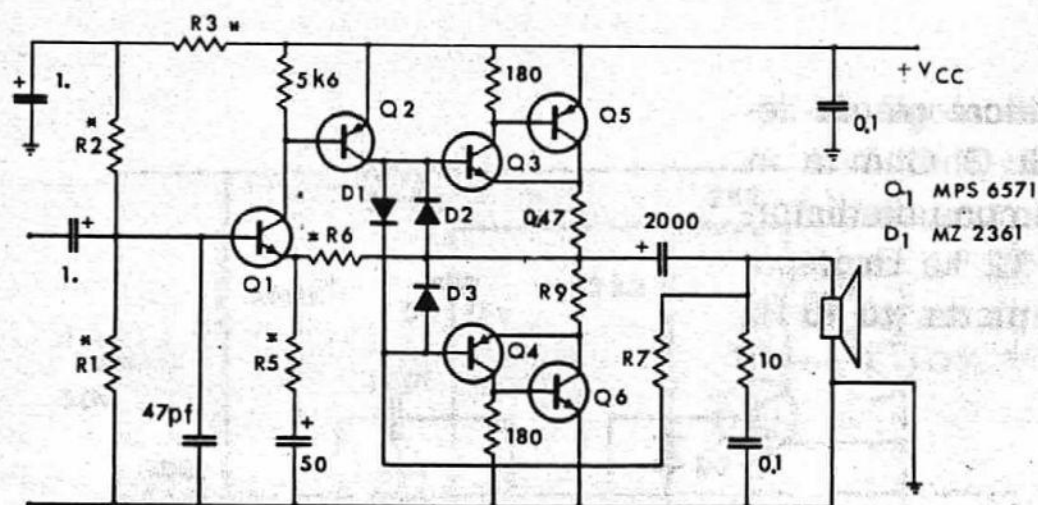 R3 *
+ 1.
5k6
180
+ VCC
*
R2
Q2
Q5
0.1
Q3
D1
D2
0,47
2000
Q1 MPS 6571
+
* R6
+
D1 MZ 2361
1.
Q1
D3
R9
*
R1
*
R5
Q4
R7
10
47pf
Q6
+
50
180
0.1